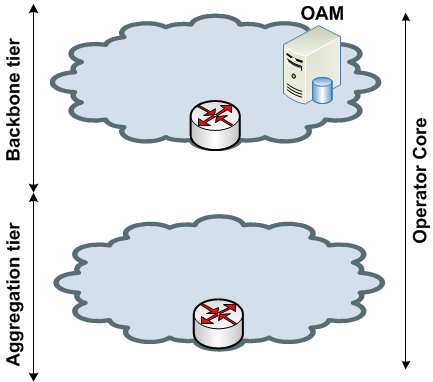 OAM
Backbone tier
Operator Core
Aggregation tier